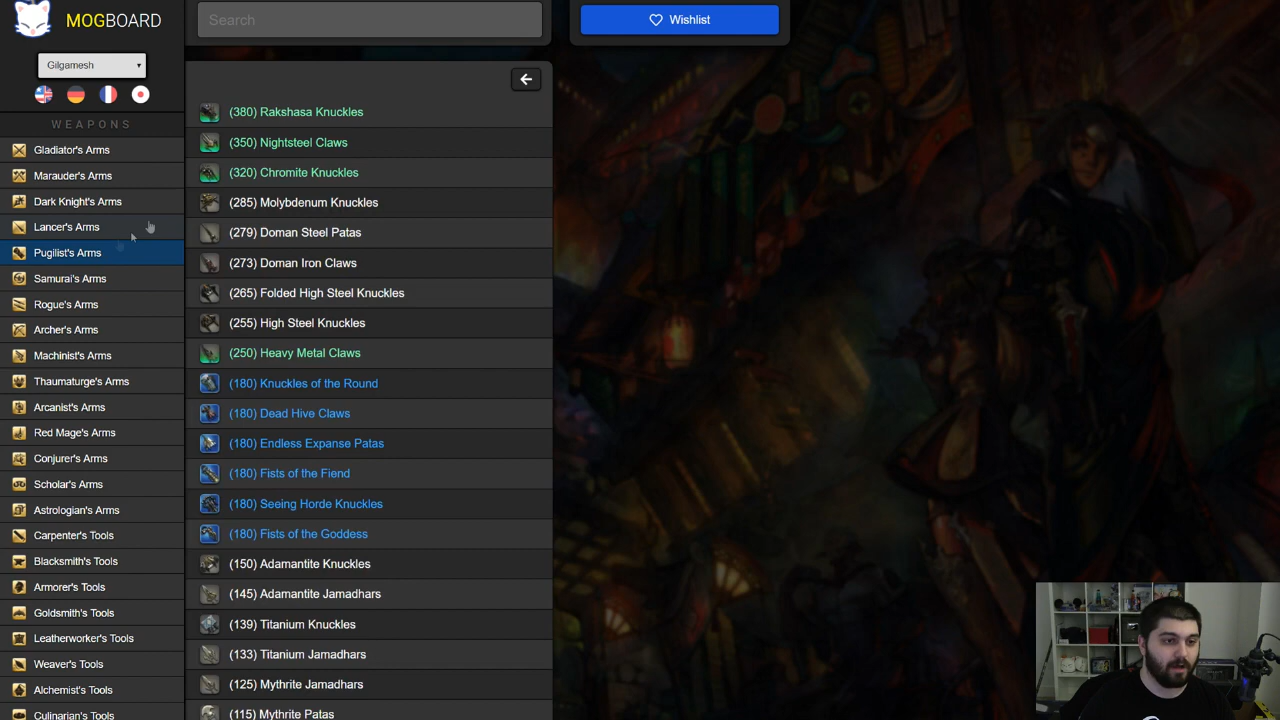 MOGBOARD
Gilgamesh
WEAPONS
Gladiator's Arms
Marauder's Arms
Dark Knight's Arms
Lancer's Arms
Pugilist's Arms
Samurai's Arms
Rogue's Arms
Archer's Arms
Machinist's Arms
Thaumaturge's Arms
Arcanist's Arms
Red Mage's Arms
Conjurer's Arms
Scholar's Arms
Astrologian's Arms
Carpenter's Tools
Blacksmith's Tools
Armorer's Tools
Goldsmith's Tools
Leatherworker's Tools
Weaver's Tools
Alchemist's Tools
Culinarian's Tools
Search
(380) Rakshasa Knuckles
(350) Nightsteel Claws
(320) Chromite Knuckles
(285) Molybdenum Knuckles
(279) Doman Steel Patas
(273) Doman Iron Claws
(265) Folded High Steel Knuckles
(255) High Steel Knuckles
(250) Heavy Metal Claws
(180) Knuckles of the Round
(180) Dead Hive Claws
(180) Endless Expanse Patas
(180) Fists of the Fiend
(180) Seeing Horde Knuckles
(180) Fists of the Goddess
(150) Adamantite Knuckles
(145) Adamantite Jamadhars
(139) Titanium Knuckles
(133) Titanium Jamadhars
(125) Mythrite Jamadhars
(115) Mythrite Patas
Wishlist